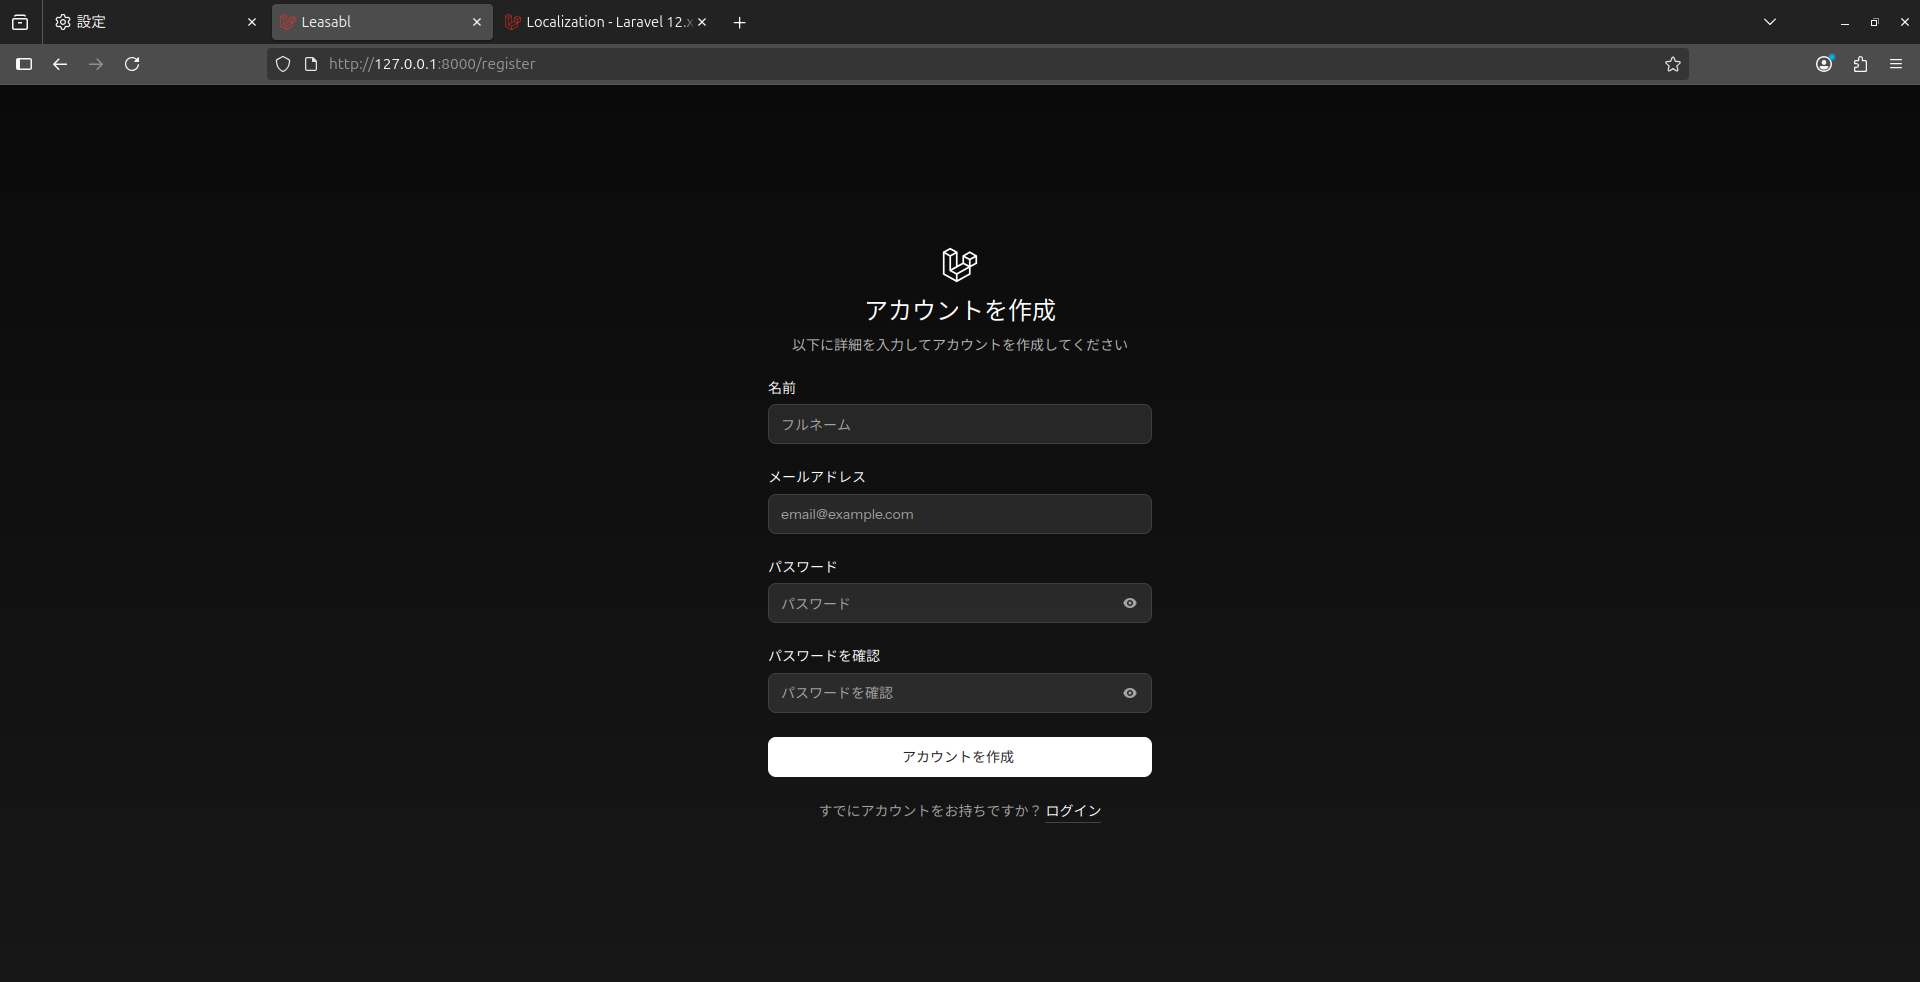 設定
Leasabl
Localization - Laravel 12.x
http://127.0.0.1:8000/register
アカウントを作成
以下に詳細を入力してアカウントを作成してください
名前
フルネーム
メールアドレス
email@example.com
パスワード
パスワード
パスワードを確認
パスワードを確認
アカウントを作成
すでにアカウントをお持ちですか？ ログイン